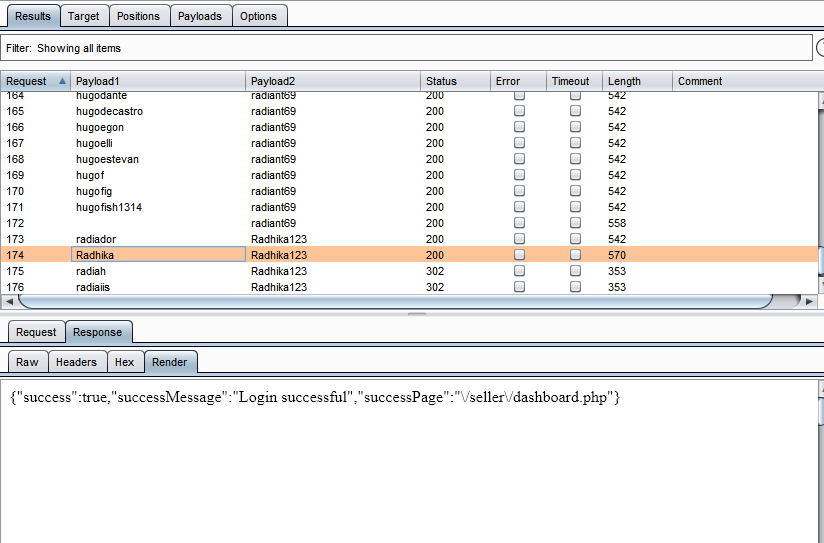 Results Target Positions Payloads Options
Filter: Showing all items
Request Payload1 Payload2 Status Error Timeout Length Comment
164 hugodante radiant69 200 542
165 hugodecastro radiant69 200 542
166 hugoegon radiant69 200 542
167 hugoelli radiant69 200 542
168 hugoestevan radiant69 200 542
169 hugof radiant69 200 542
170 hugofig radiant69 200 542
171 hugofish1314 radiant69 200 542
172 radiant69 200 558
173 radiador Radhika123 200 542
174 Radhika Radhika123 200 570
175 radiah Radhika123 302 353
176 radiaiis Radhika123 302 353
Request Response
Raw Headers Hex Render
{"success":true,"successMessage":"Login successful","successPage":"\/seller\/dashboard.php"}